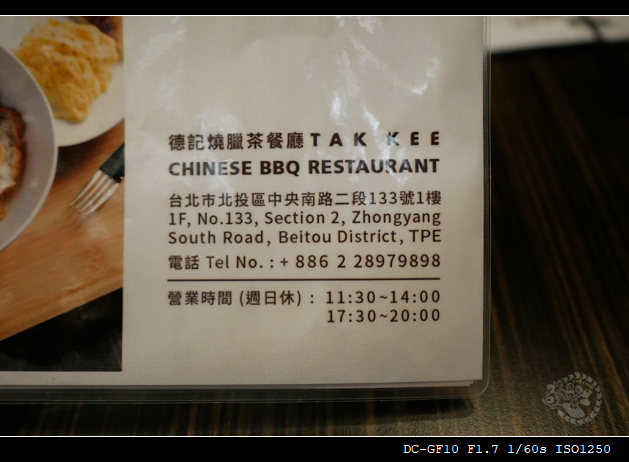 德記燒臘茶餐廳 TAK KEE
CHINESE BBQ RESTAURANT
台北市北投區中央南路二段133號1樓
1F, No.133, Section 2, Zhongyang
South Road, Beitou District, TPE
電話 Tel No. : + 886 2 28979898
營業時間 (週日休) : 11:30~14:00
17:30~20:00
DC-GF10 F1.7 1/60s ISO1250